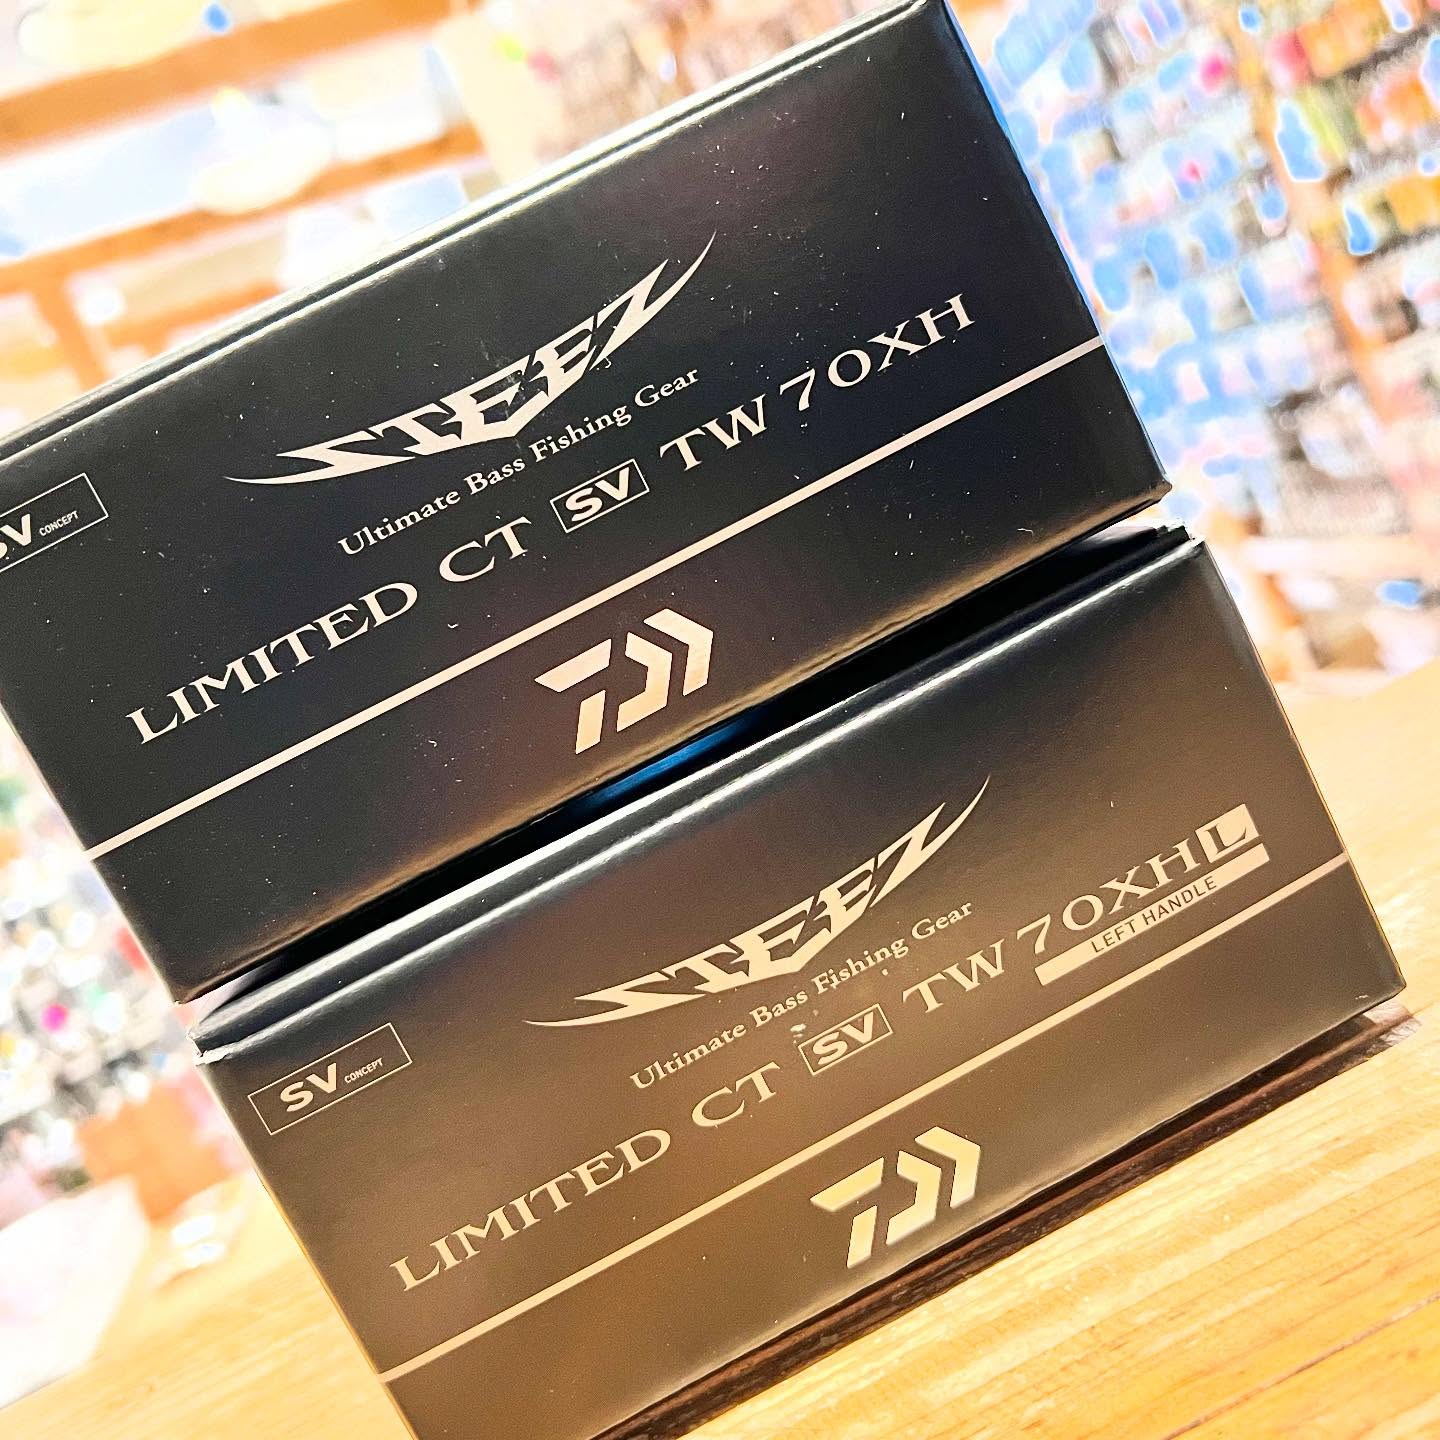 STEEZ
Ultimate Bass Fishing Gear
SV CONCEPT
LIMITED CT SV TW 70XH
STEEZ
Ultimate Bass Fishing Gear
SV CONCEPT
LIMITED CT SV TW 70XHL
LEFT HANDLE